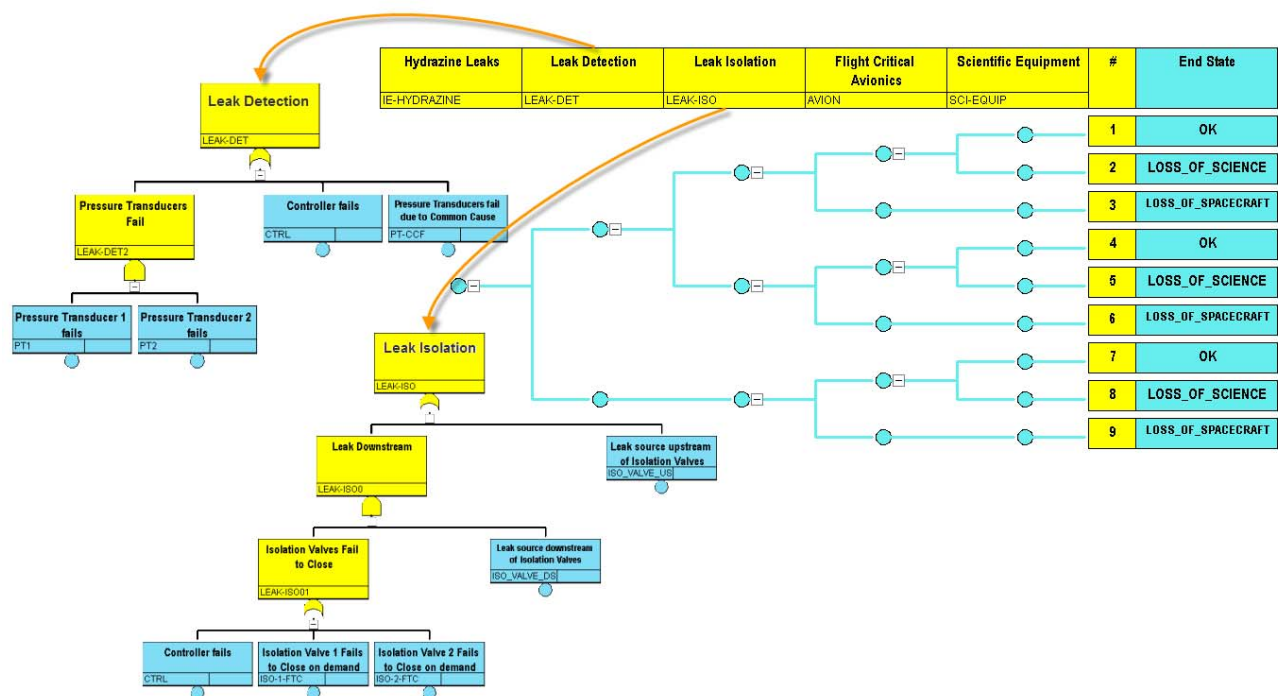 Hydrazine Leaks
Leak Detection
Leak Isolation
Flight Critical
Avionics
Scientific Equipment
#
End State
IE-HYDRAZINE
LEAK-DET
LEAK-ISO
AVION
SCI-EQUIP
1
OK
2
LOSS_OF_SCIENCE
3
LOSS_OF_SPACECRAFT
4
OK
5
LOSS_OF_SCIENCE
6
LOSS_OF_SPACECRAFT
7
OK
8
LOSS_OF_SCIENCE
9
LOSS_OF_SPACECRAFT
Leak Detection
LEAK-DET
Pressure Transducers
Fail
LEAK-DET2
Controller fails
CTRL
Pressure Transducers fail
due to Common Cause
PT-CCF
Pressure Transducer 1
fails
PT1
Pressure Transducer 2
fails
PT2
Leak Isolation
LEAK-ISO
Leak Downstream
LEAK-ISO0
Leak source upstream
of Isolation Valves
ISO_VALVE_US
Isolation Valves Fail
to Close
LEAK-ISO01
Leak source downstream
of Isolation Valves
ISO_VALVE_DS
Controller fails
CTRL
Isolation Valve 1 Fails
to Close on demand
ISO-1-FTC
Isolation Valve 2 Fails
to Close on demand
ISO-2-FTC